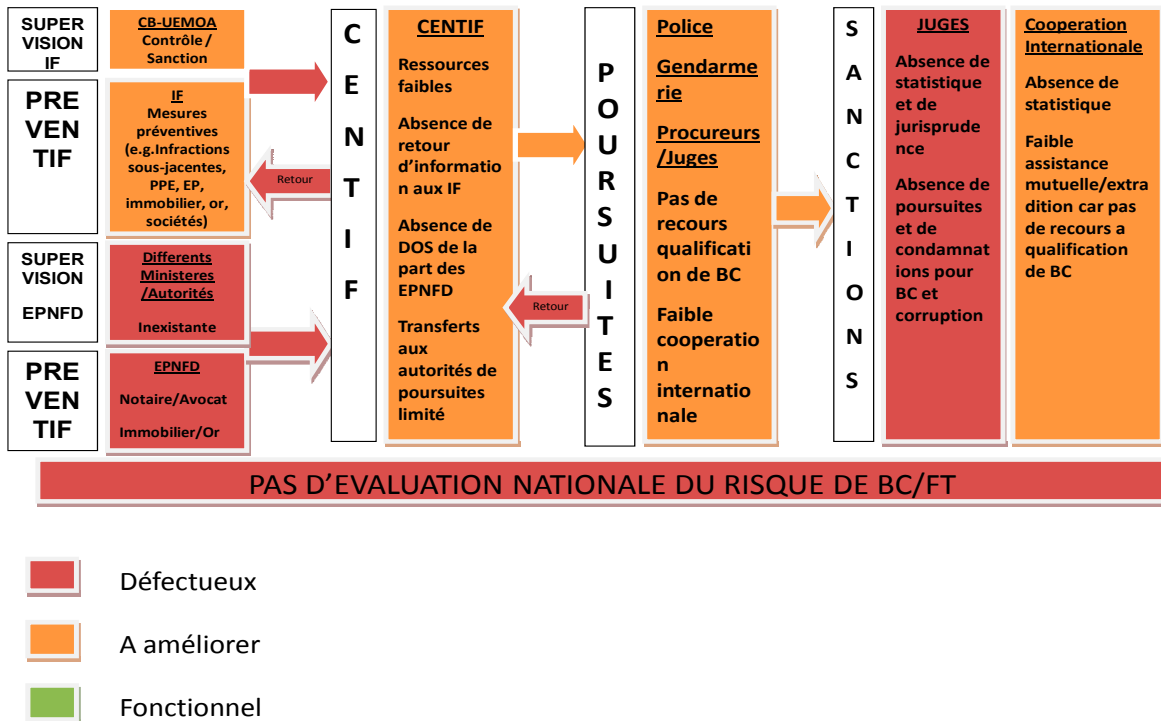 SUPER
VISION
IF
CB-UEMOA
Contrôle /
Sanction
PRE
VEN
TIF
IF
Mesures
préventives
(e.g.Infractions
sous-jacentes,
PPE, EP,
immobilier, or,
sociétés)
SUPER
VISION
EPNFD
Differents
Ministeres
/Autorités
Inexistante
PRE
VEN
TIF
EPNFD
Notaire/Avocat
Immobilier/Or
Retour
C
E
N
T
I
F
CENTIF
Ressources
faibles
Absence de
retour
d'informatio
n aux IF
Absence de
DOS de la
part des
EPNFD
Transferts
aux
autorités de
poursuites
limité
Retour
P
O
U
R
S
U
I
T
E
S
Police
Gendarme
rie
Procureurs
/Juges
Pas de
recours
qualificati
on de BC
Faible
cooperatio
n
internatio
nale
S
A
N
C
T
I
O
N
S
JUGES
Absence de
statistique
et de
jurisprude
nce
Absence de
poursuites
et de
condamnat
ions pour
BC et
corruption
Cooperation
Internationale
Absence de
statistique
Faible
assistance
mutuelle/extra
dition car pas
de recours a
qualification
de BC
PAS D'EVALUATION NATIONALE DU RISQUE DE BC/FT
Défectueux
A améliorer
Fonctionnel